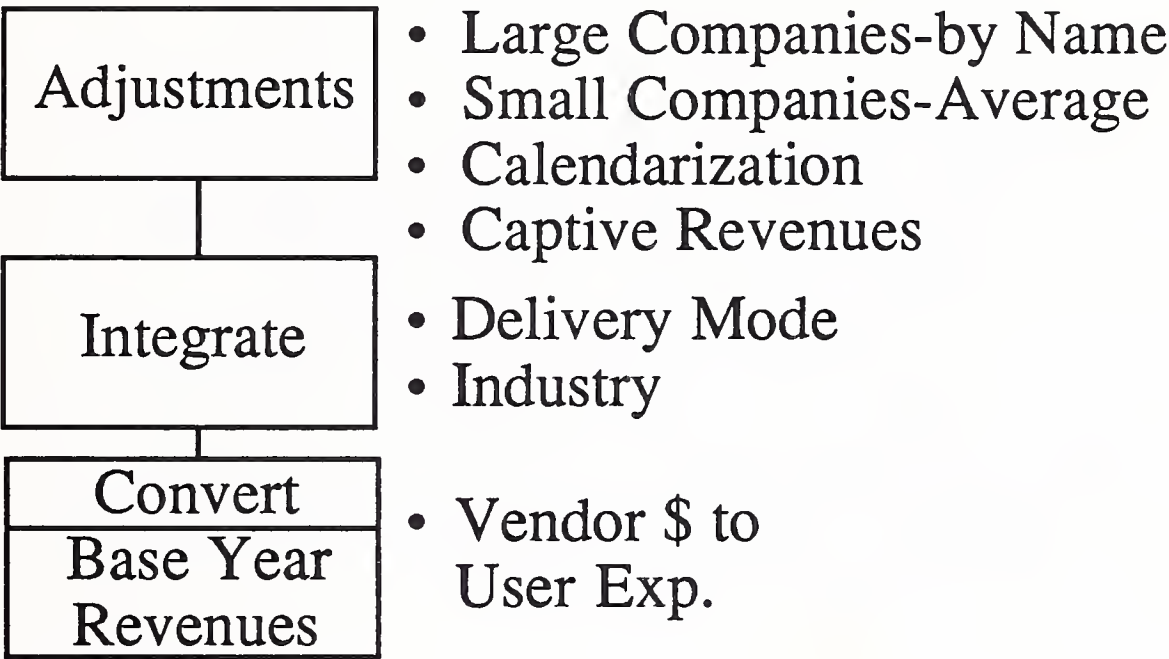 Adjustments
• Large Companies-by Name
• Small Companies-Average
• Calendarization
• Captive Revenues
Integrate
• Delivery Mode
• Industry
Convert
Base Year
Revenues
• Vendor $ to
User Exp.